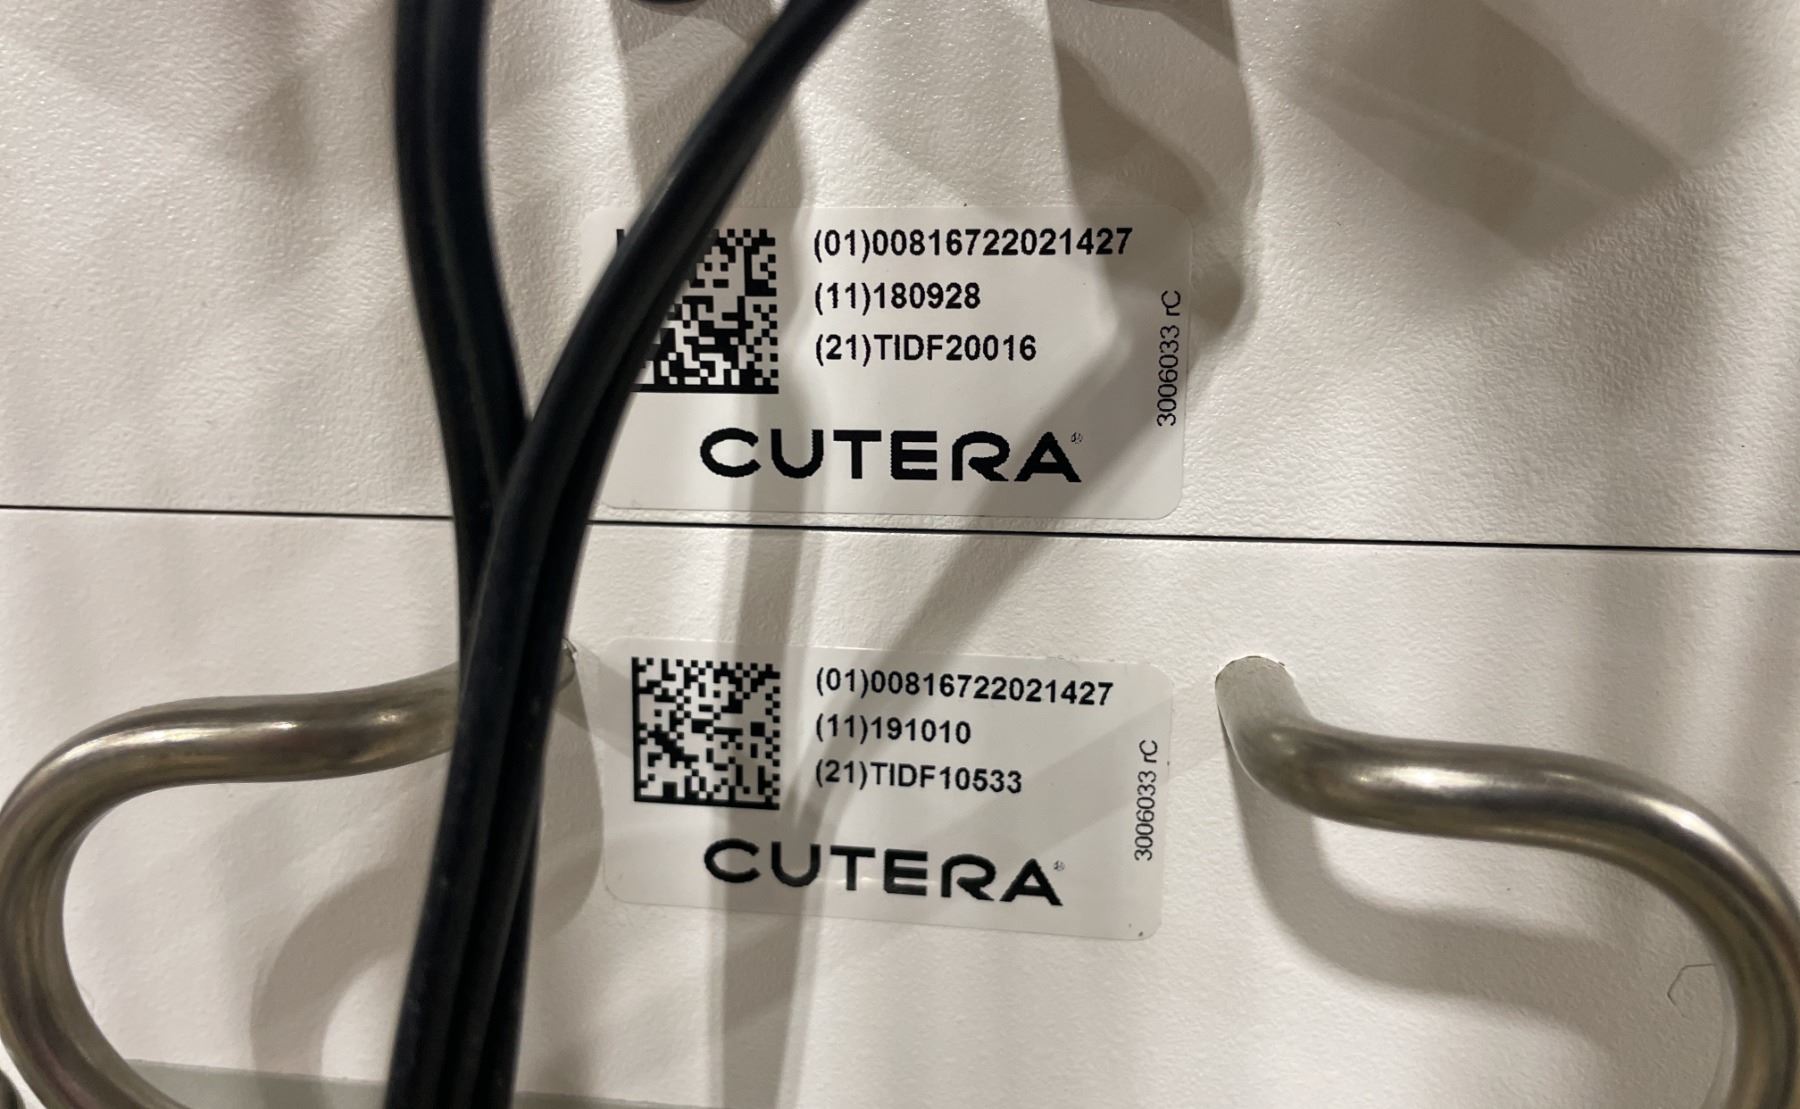 (01)00816722021427
(11)180928
(21)TIDF20016
3006033 rC
CUTERA®
(01)00816722021427
(11)191010
(21)TIDF10533
3006033 rC
CUTERA®